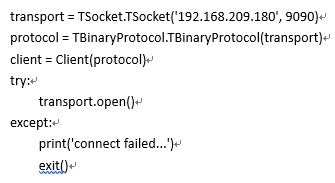 transport = TSocket.TSocket('192.168.209.180', 9090)
protocol = TBinaryProtocol.TBinaryProtocol(transport)
client = Client(protocol)
try:
    transport.open()
except:
    print('connect failed...')
    exit()